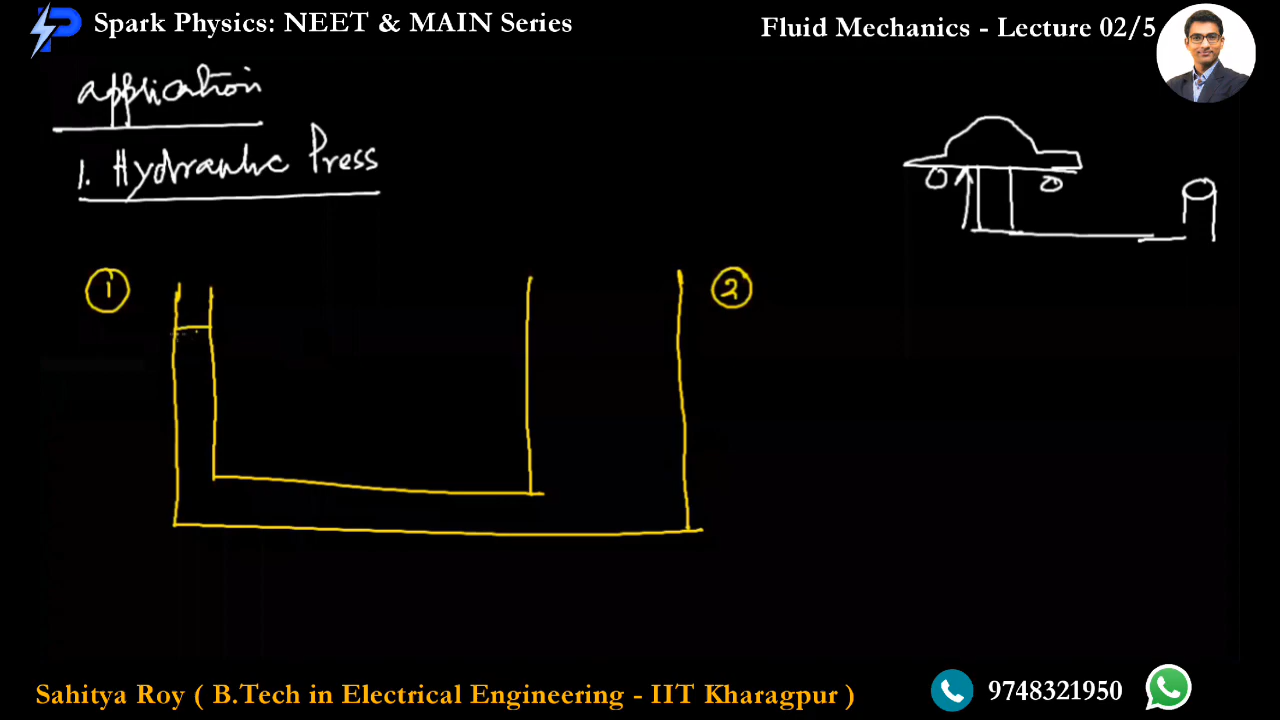 Spark Physics: NEET & MAIN Series
Fluid Mechanics - Lecture 02/5
application
1. Hydraulic Press
1
2
Sahitya Roy ( B.Tech in Electrical Engineering - IIT Kharagpur )
9748321950